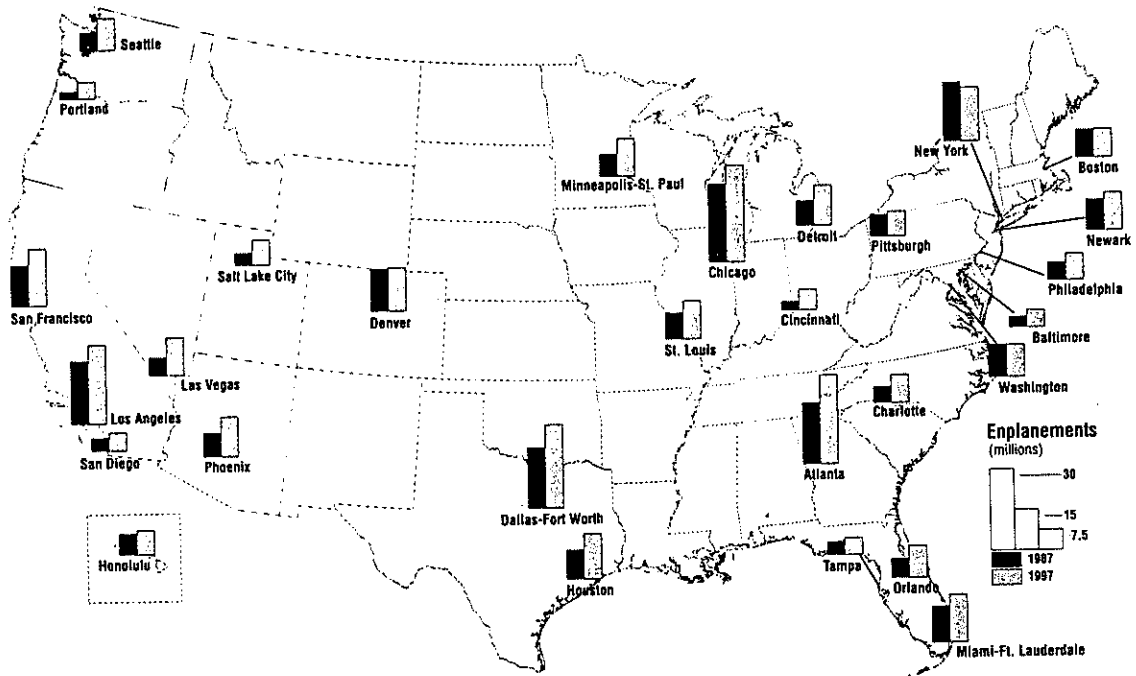 Seattle
Portland
New York
Boston
Minneapolis-St. Paul
Newark
Detroit
Pittsburgh
Salt Lake City
Chicago
Philadelphia
San Francisco
Denver
Cincinnati
St. Louis
Baltimore
Las Vegas
Washington
Los Angeles
Charlotte
San Diego
Phoenix
Atlanta
Enplanements
(millions)
30
15
7.5
1987
1997
Dallas-Fort Worth
Honolulu
Houston
Tampa
Orlando
Miami-Ft. Lauderdale